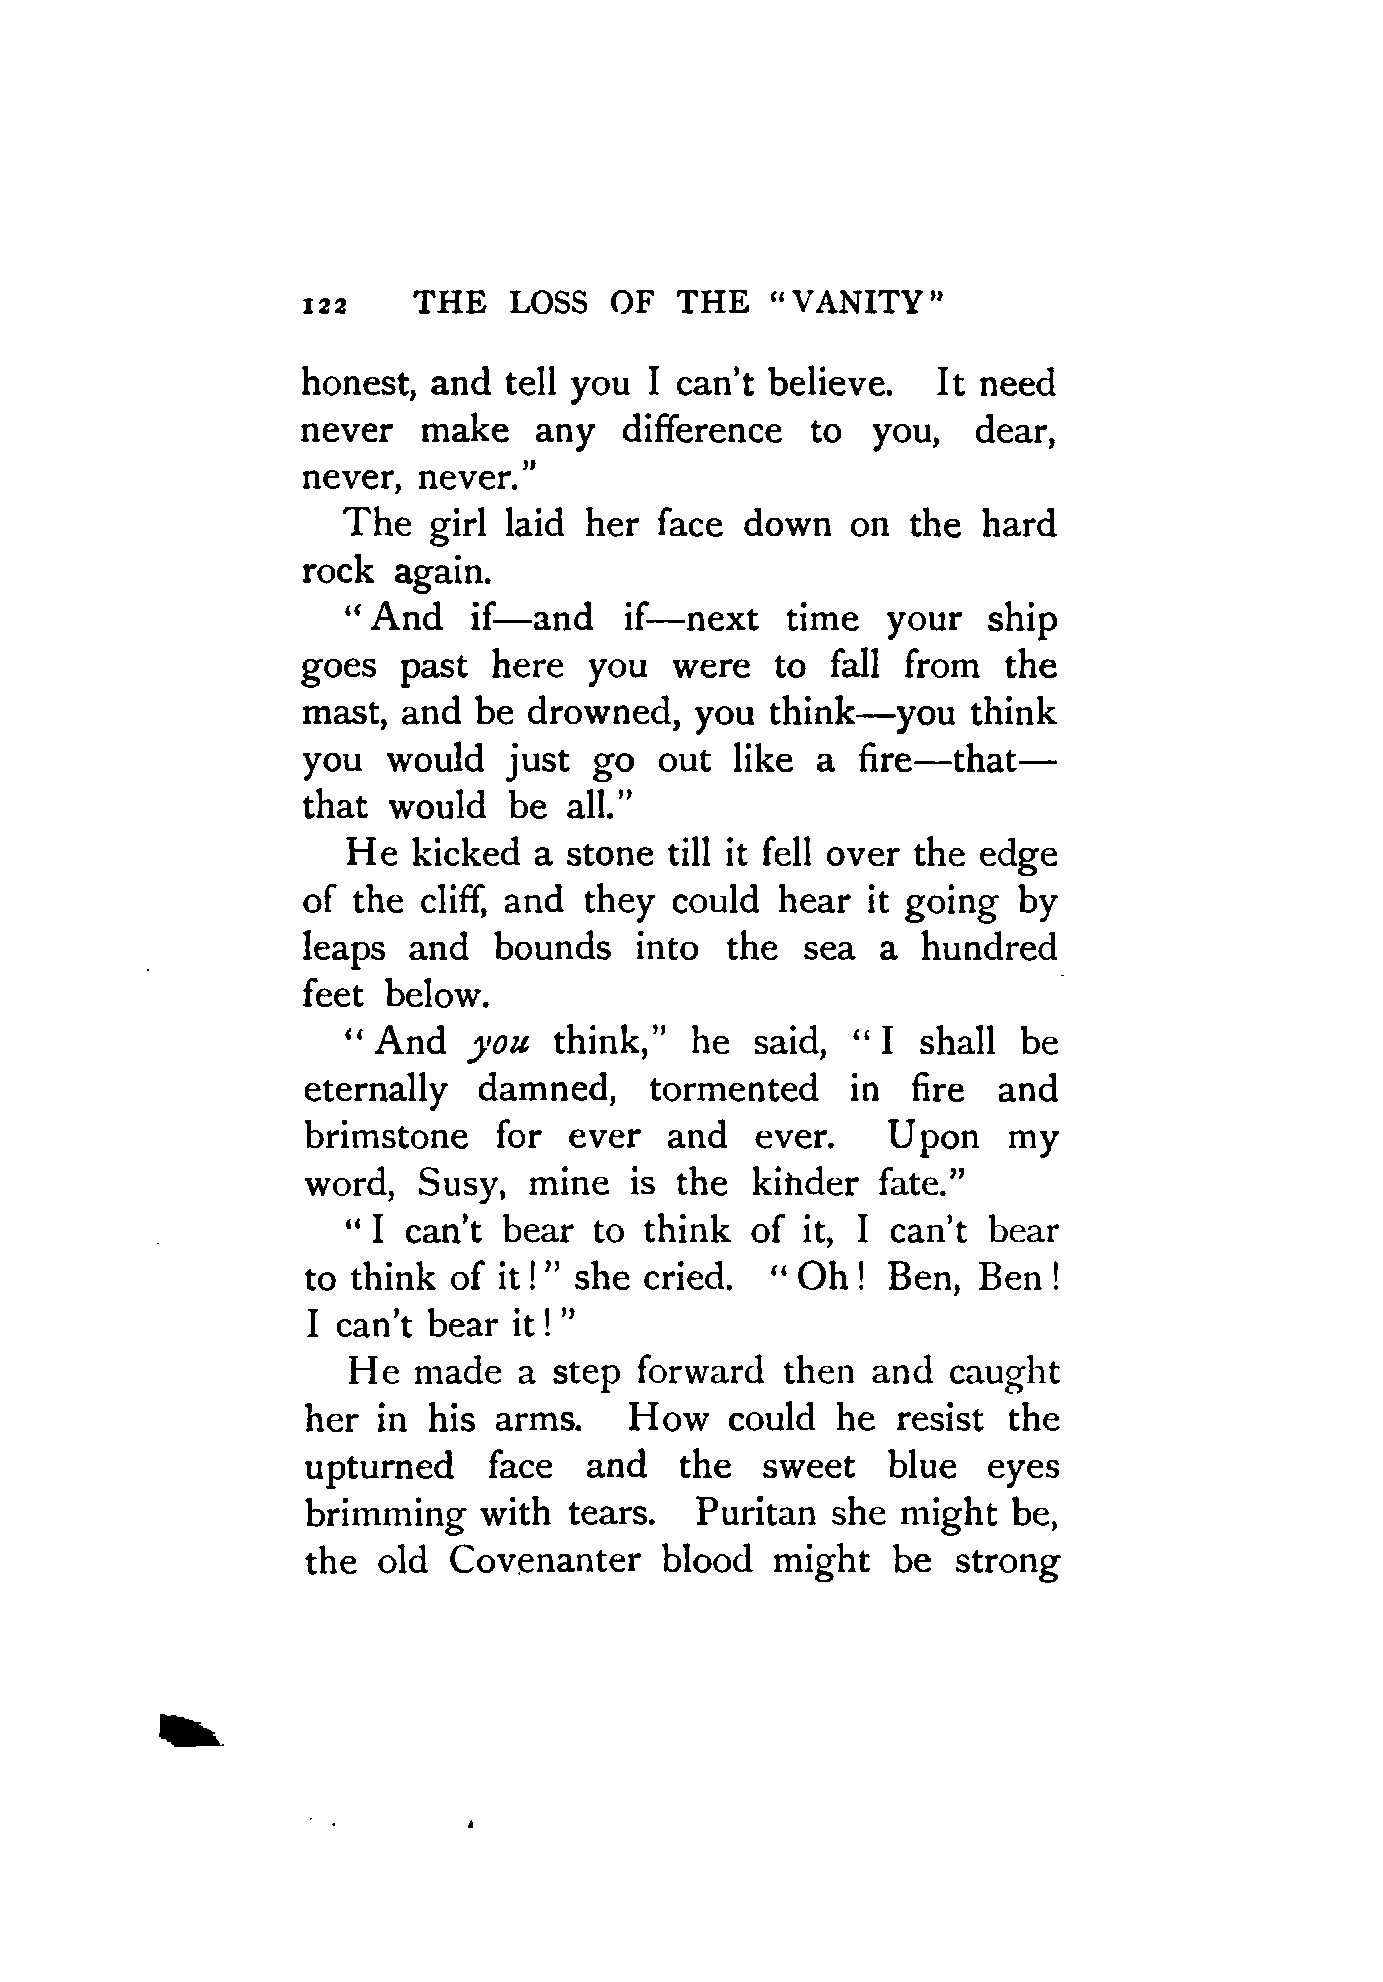 122 THE LOSS OF THE "VANITY"
honest, and tell you I can't believe. It need
never make any difference to you, dear,
never, never."
The girl laid her face down on the hard
rock again.
"And if—and if—next time your ship
goes past here you were to fall from the
mast, and be drowned, you think—you think
you would just go out like a fire—that—
that would be all."
He kicked a stone till it fell over the edge
of the cliff, and they could hear it going by
leaps and bounds into the sea a hundred
feet below.
"And you think," he said, "I shall be
eternally damned, tormented in fire and
brimstone for ever and ever. Upon my
word, Susy, mine is the kinder fate."
"I can't bear to think of it, I can't bear
to think of it!" she cried. "Oh! Ben, Ben!
I can't bear it!"
He made a step forward then and caught
her in his arms. How could he resist the
upturned face and the sweet blue eyes
brimming with tears. Puritan she might be,
the old Covenanter blood might be strong